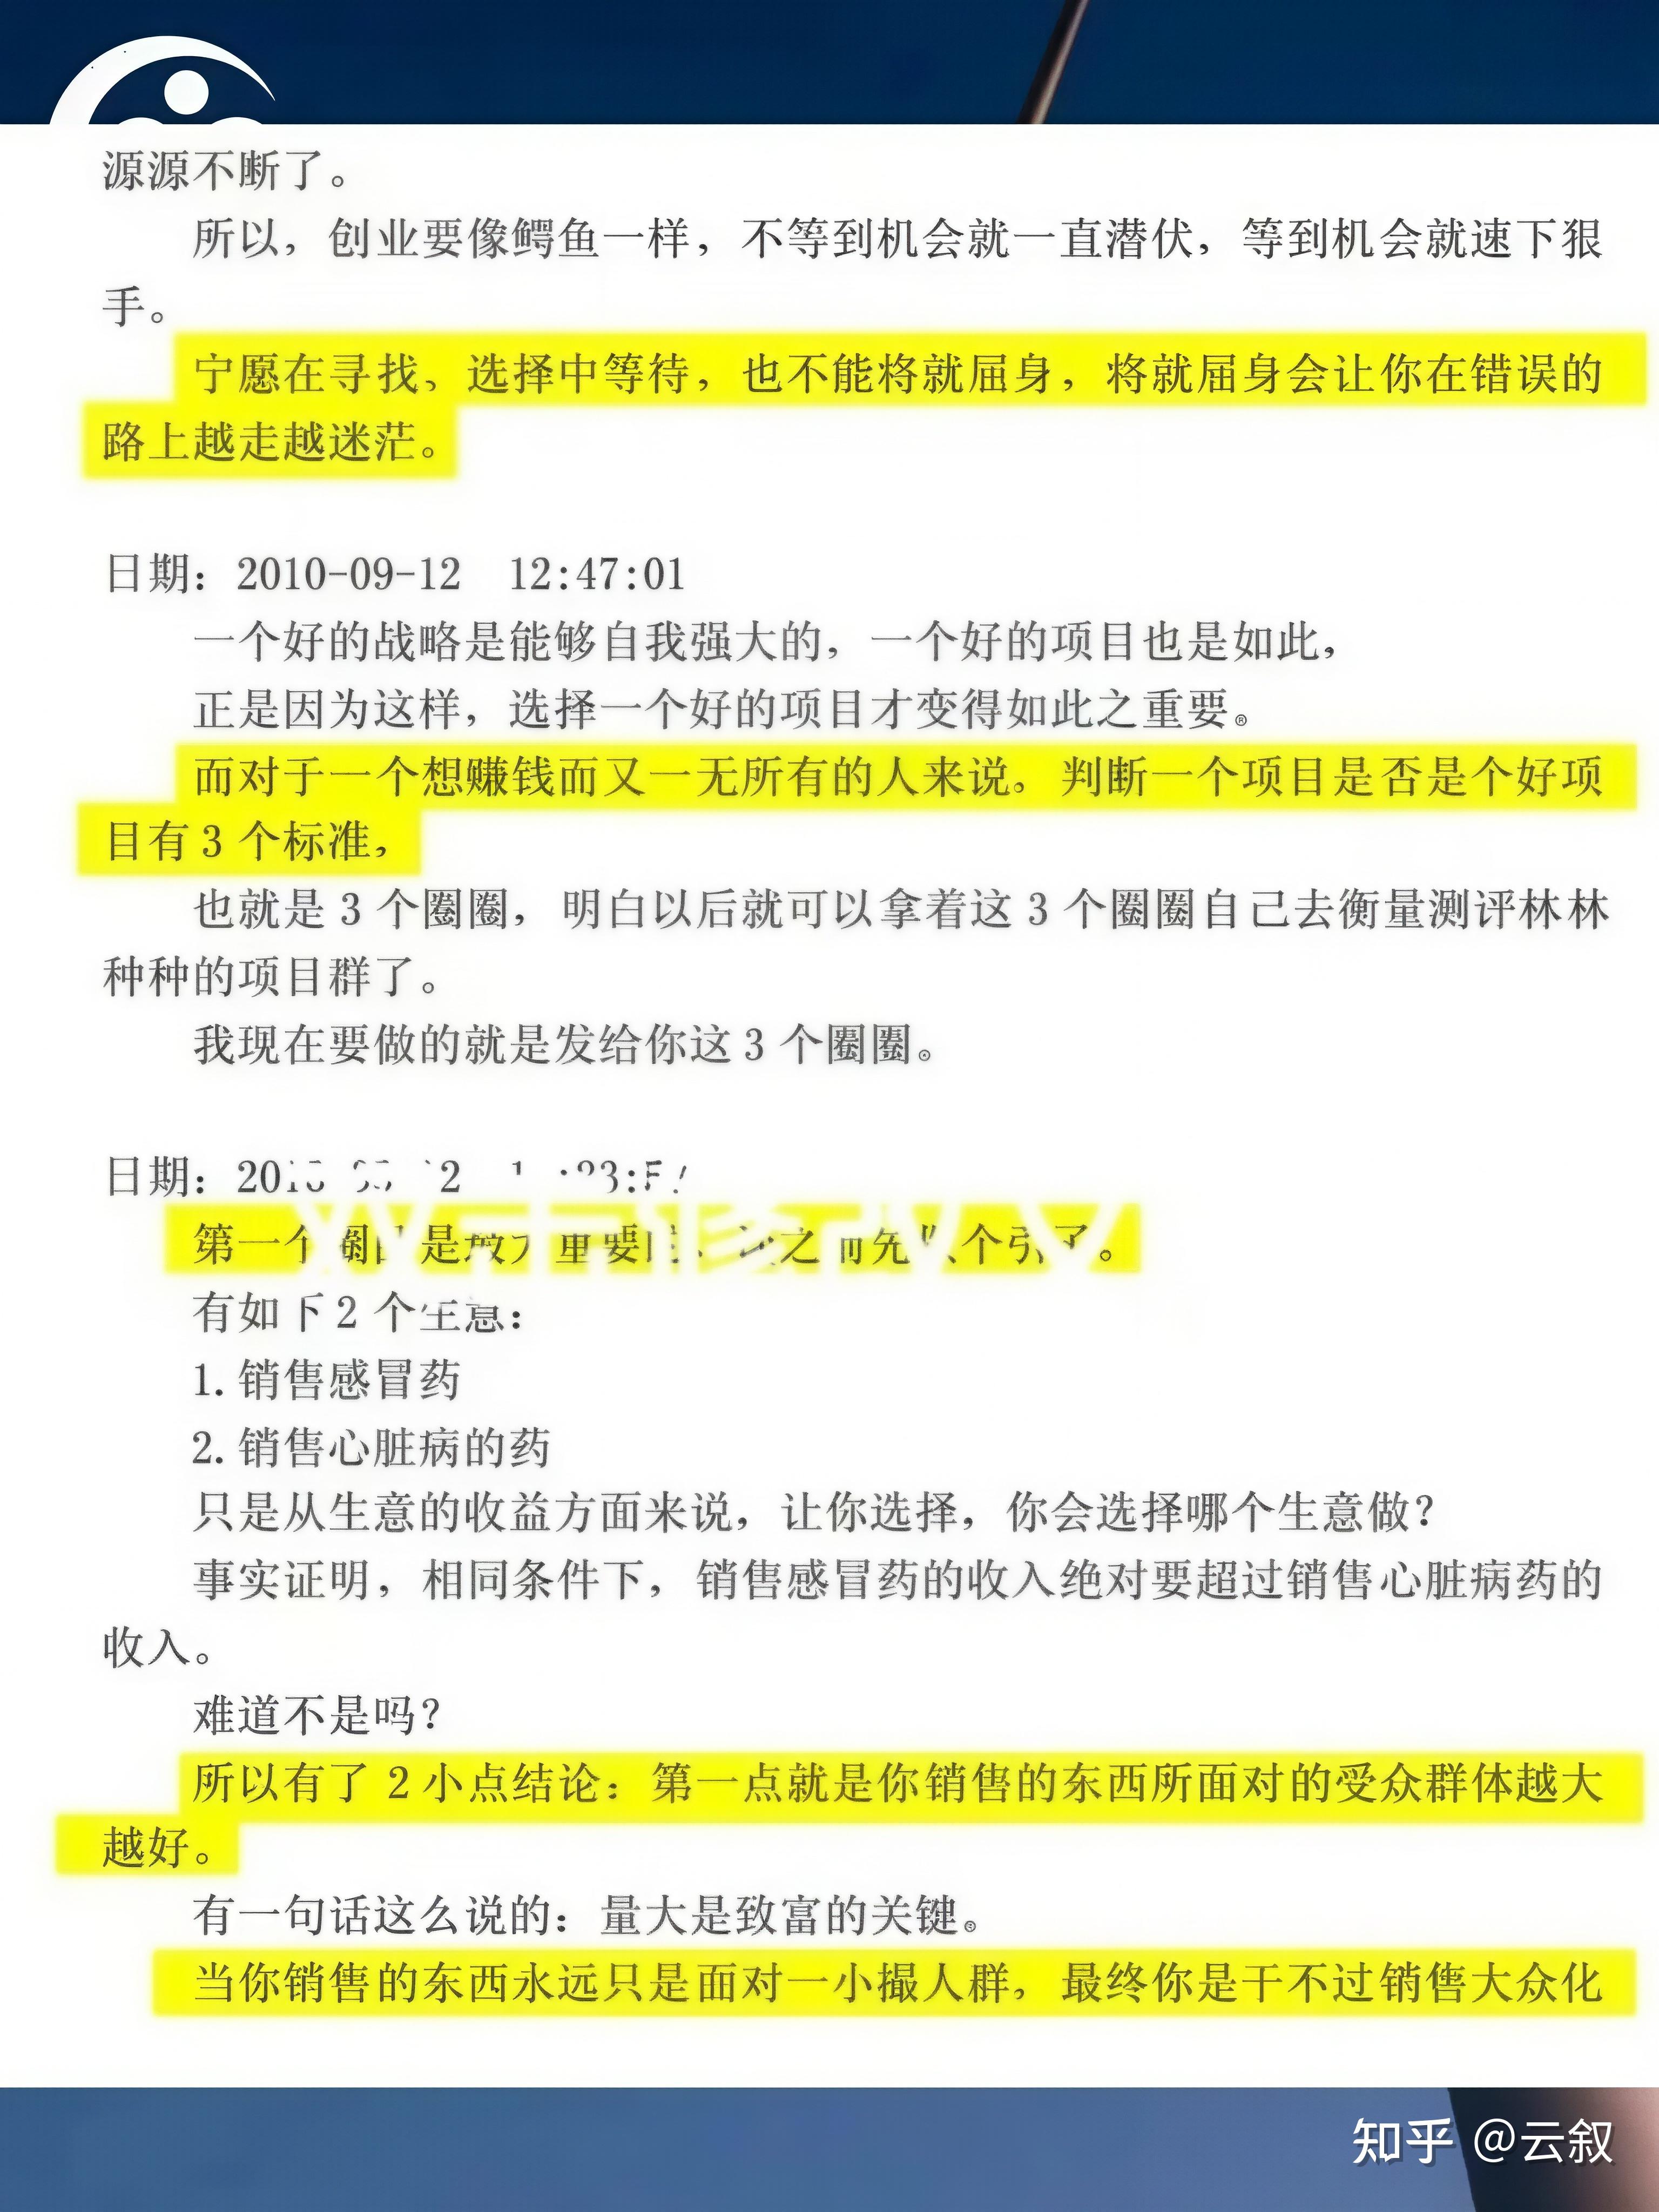 源源不断了。
所以，创业要像鳄鱼一样，不等到机会就一直潜伏，等到机会就速下狠
手。
宁愿在寻找、选择中等待，也不能将就屈身，将就屈身会让你在错误的
路上越走越迷茫。
日期：2010-09-12 12:47:01
一个好的战略是能够自我强大的，一个好的项目也是如此，
正是因为这样，选择一个好的项目才变得如此之重要。
而对于一个想赚钱而又一无所有的人来说。判断一个项目是否是个好项
目有3 个标准，
也就是 3 个圈圈，明白以后就可以拿着这 3 个圈圈自己去衡量测评林林
种种的项目群了。
我现在要做的就是发给你这 3 个圈圈。
日期：
第一个圈 是 重要 之前先 个引 了。
有如下 2 个生意：
1. 销售感冒药
2. 销售心脏病的药
只是从生意的收益方面来说，让你选择，你会选择哪个生意做？
事实证明，相同条件下，销售感冒药的收入绝对要超过销售心脏病药的
收入。
难道不是吗？
所以有了 2 小点结论：第一点就是你销售的东西所面对的受众群体越大
越好。
有一句话这么说的：量大是致富的关键。
当你销售的东西永远只是面对一小撮人群，最终你是干不过销售大众化
知乎 @云叙